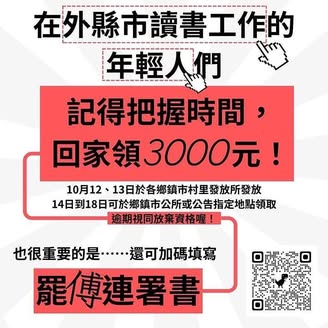 在外縣市讀書工作的
年輕人們
記得把握時間，
回家領3000元！
10月12、13日於各鄉鎮市村里發放所發放
14日到18日可於鄉鎮市公所或公告指定地點領取
逾期視同放棄資格喔！
也很重要的是……還可加碼填寫
罷傅連署書